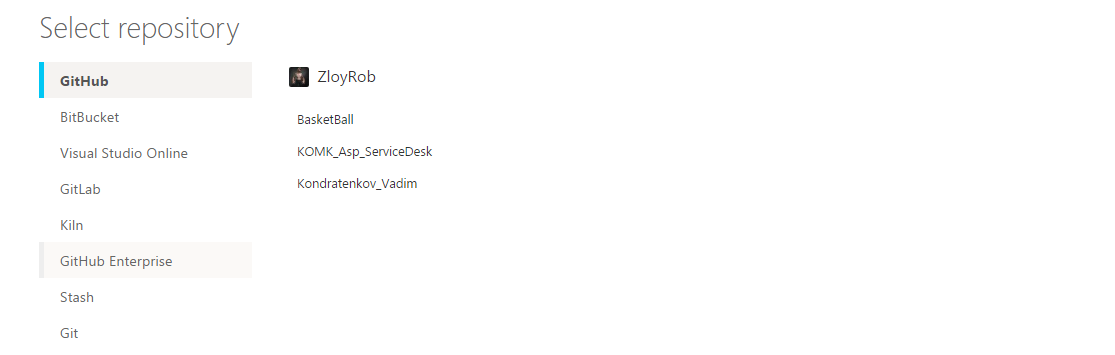 Select repository
GitHub
BitBucket
Visual Studio Online
GitLab
Kiln
GitHub Enterprise
Stash
Git
ZloyRob
BasketBall
KOMK_Asp_ServiceDesk
Kondratenkov_Vadim